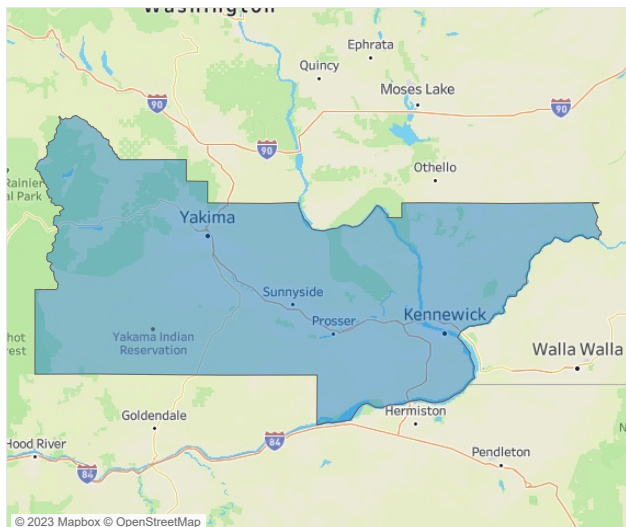 Washington
Ephrata
Quincy
Moses Lake
90
90
90
Othello
Rainier
al Park
Yakima
Sunnyside
Kennewick
Prosser
Yakama Indian
Reservation
hot
rest
Walla Walla
Goldendale
Hermiston
Hood River
84
84
Pendleton
N
© 2023 Mapbox © OpenStreetMap